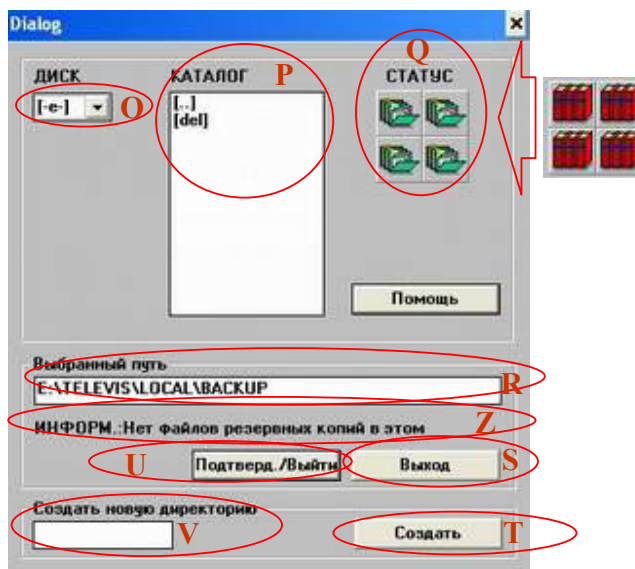 Dialog
ДИСК КАТАЛОГ P СТАТУС Q
[-e-] O [..]
[del]
Помощь
Выбранный путь
E:\TELEVIS\LOCAL\BACKUP R
ИНФОРМ.:Нет файлов резервных копий в этом Z
U Подтверд./Выйти Выход S
Создать новую директорию
V Создать T